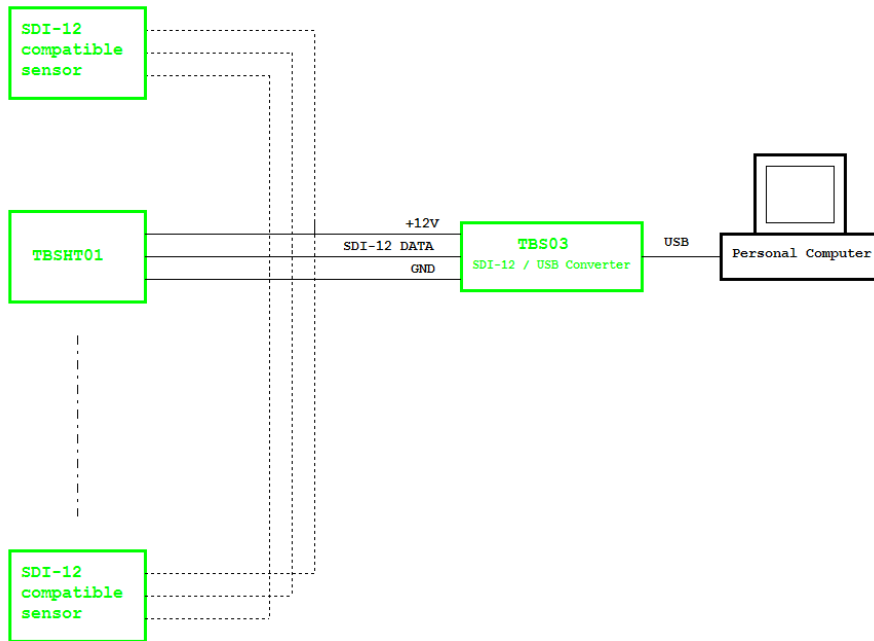 SDI-12
compatible
sensor
+12V
TBSHT01
SDI-12 DATA
GND
TBS03
SDI-12 / USB Converter
USB
Personal Computer
SDI-12
compatible
sensor